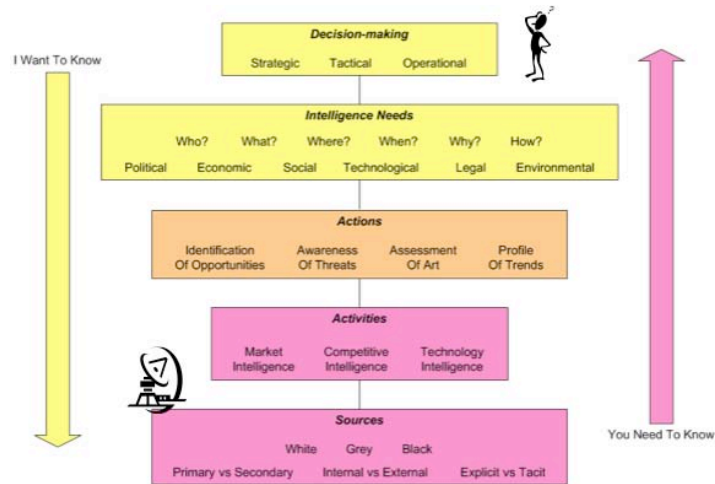 I Want To Know
Decision-making
Strategic Tactical Operational
Intelligence Needs
Who? What? Where? When? Why? How?
Political Economic Social Technological Legal Environmental
Actions
Identification Of Opportunities
Awareness Of Threats
Assessment Of Art
Profile Of Trends
Activities
Market Intelligence
Competitive Intelligence
Technology Intelligence
Sources
White Grey Black
Primary vs Secondary Internal vs External Explicit vs Tacit
You Need To Know